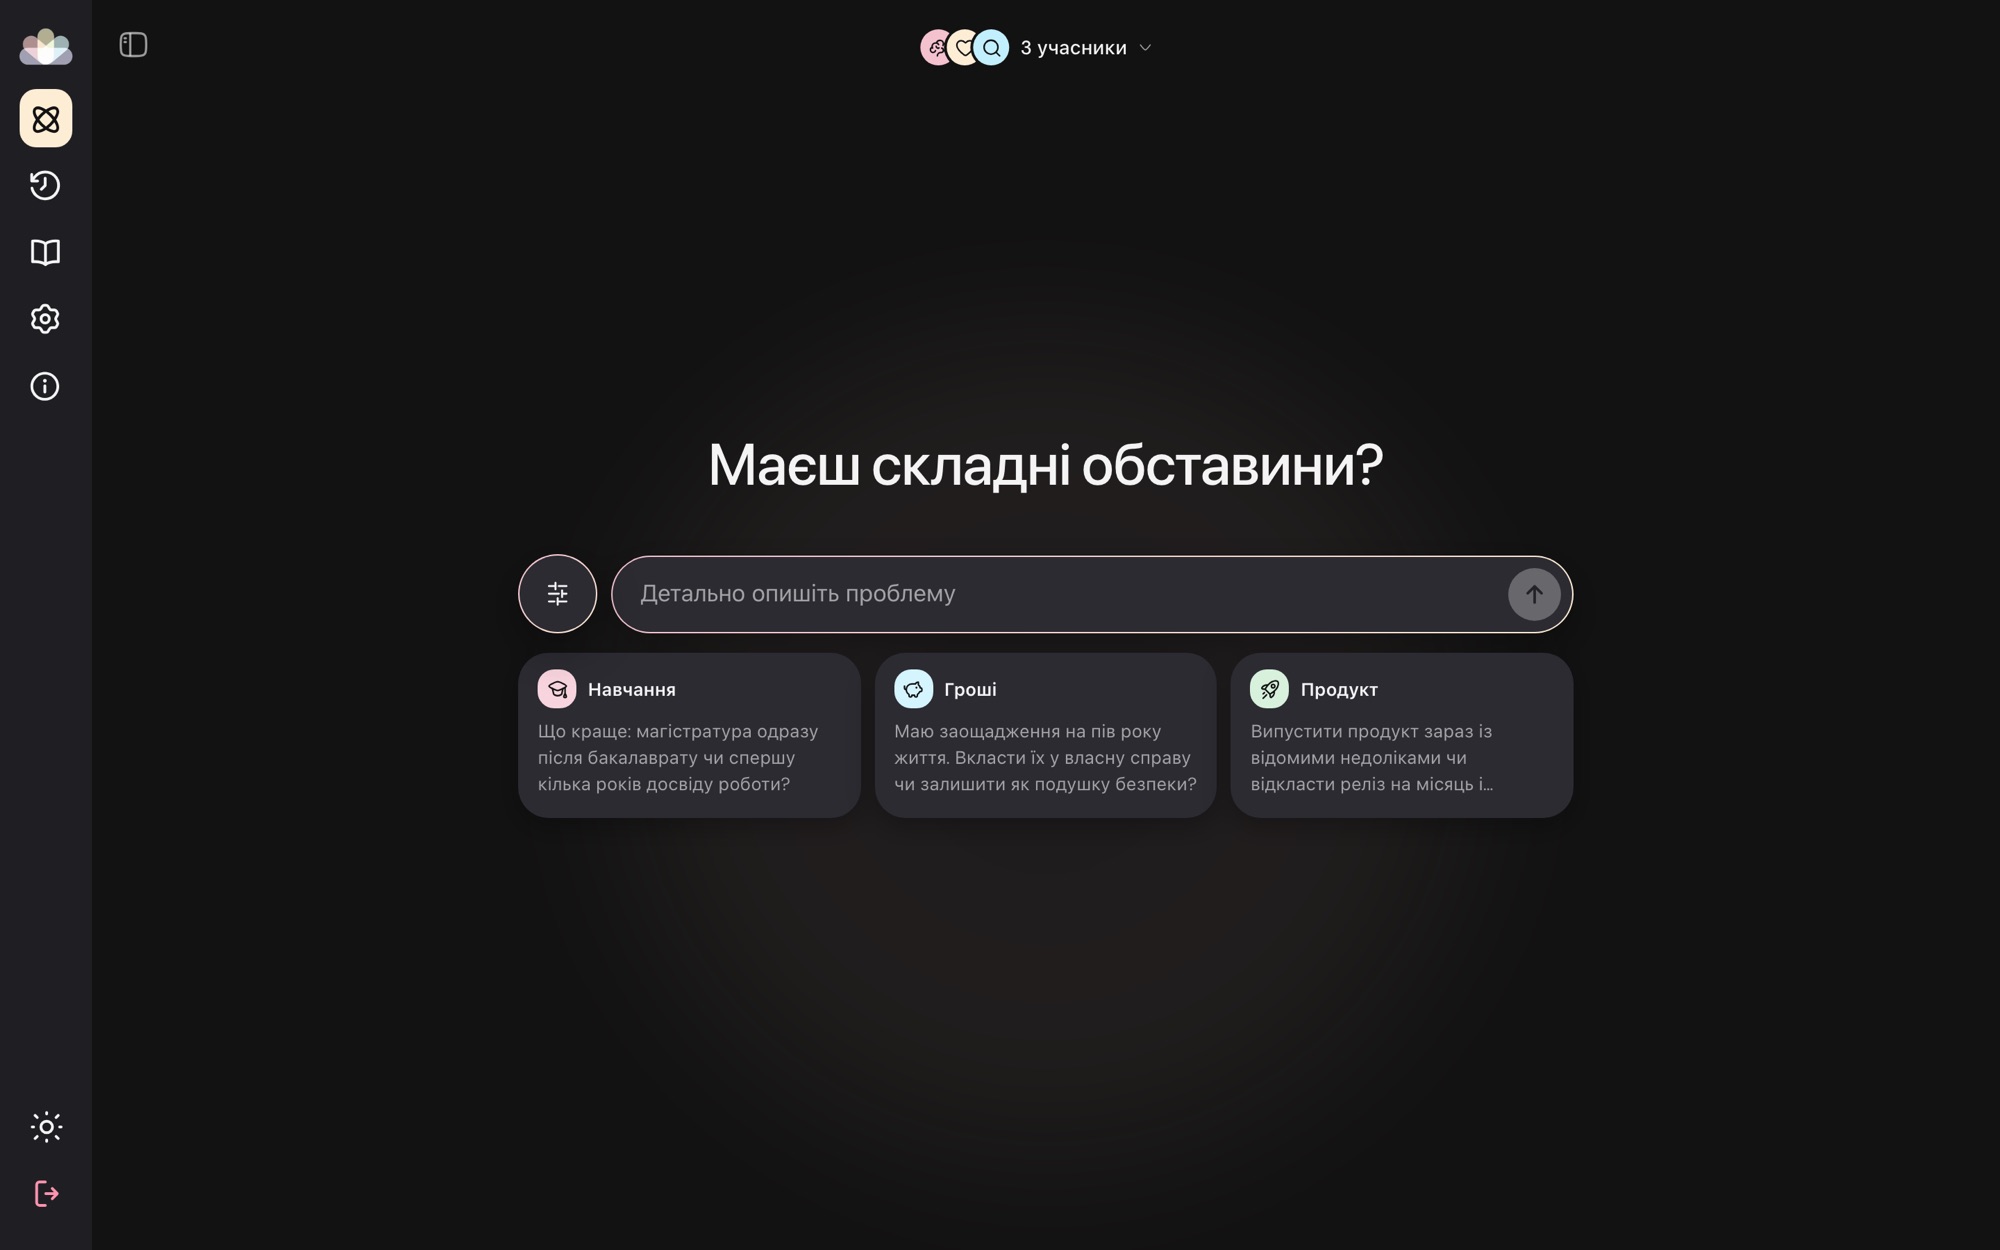 3 учасники
Маєш складні обставини?
Детально опишіть проблему
Навчання
Що краще: магістратура одразу
після бакалаврату чи спершу
кілька років досвіду роботи?
Гроші
Маю заощадження на пів року
життя. Вкласти їх у власну справу
чи залишити як подушку безпеки?
Продукт
Випустити продукт зараз із
відомими недоліками чи
відкласти реліз на місяць і…